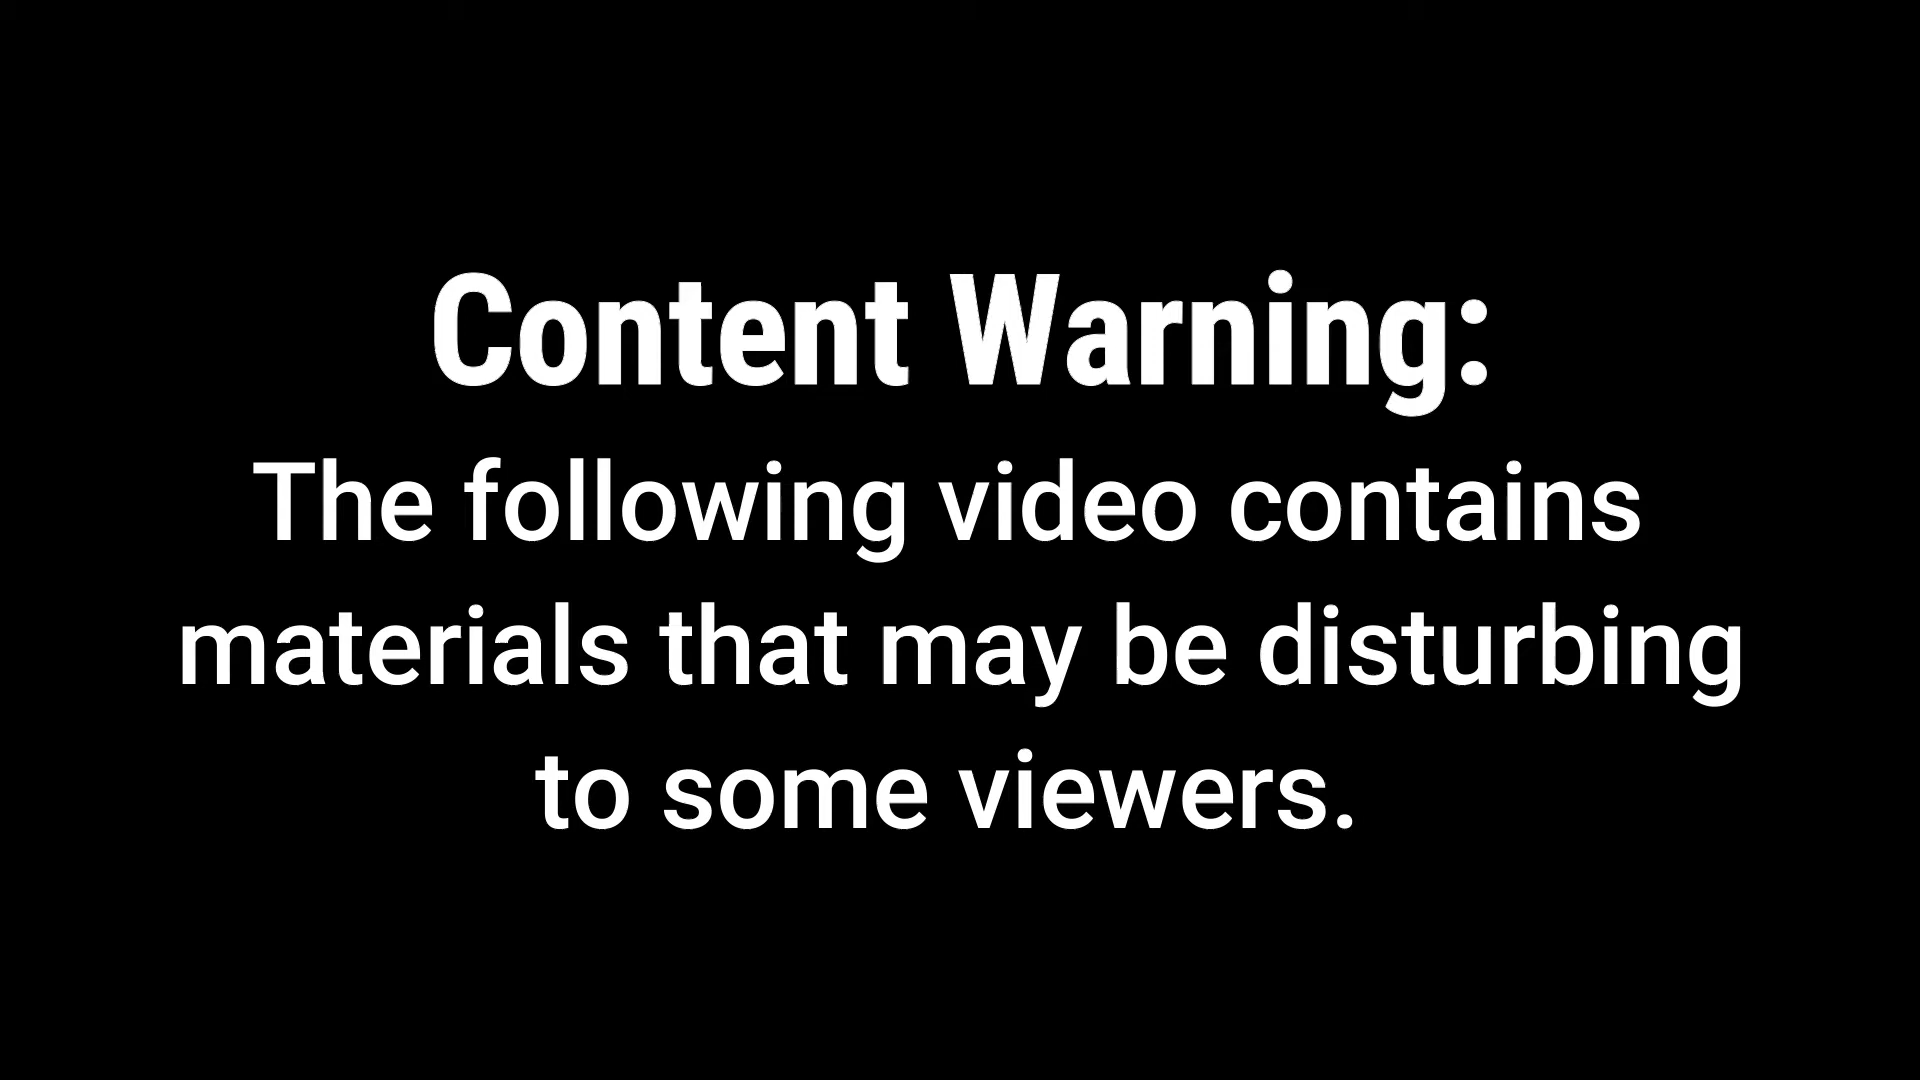 Content Warning:
The following video contains
materials that may be disturbing
to some viewers.